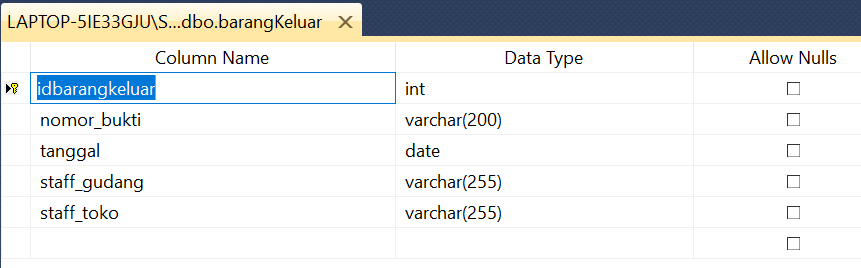 LAPTOP-5IE33GJU\S...dbo.barangKeluar
Column Name Data Type Allow Nulls
idbarangkeluar int
nomor_bukti varchar(200)
tanggal date
staff_gudang varchar(255)
staff_toko varchar(255)